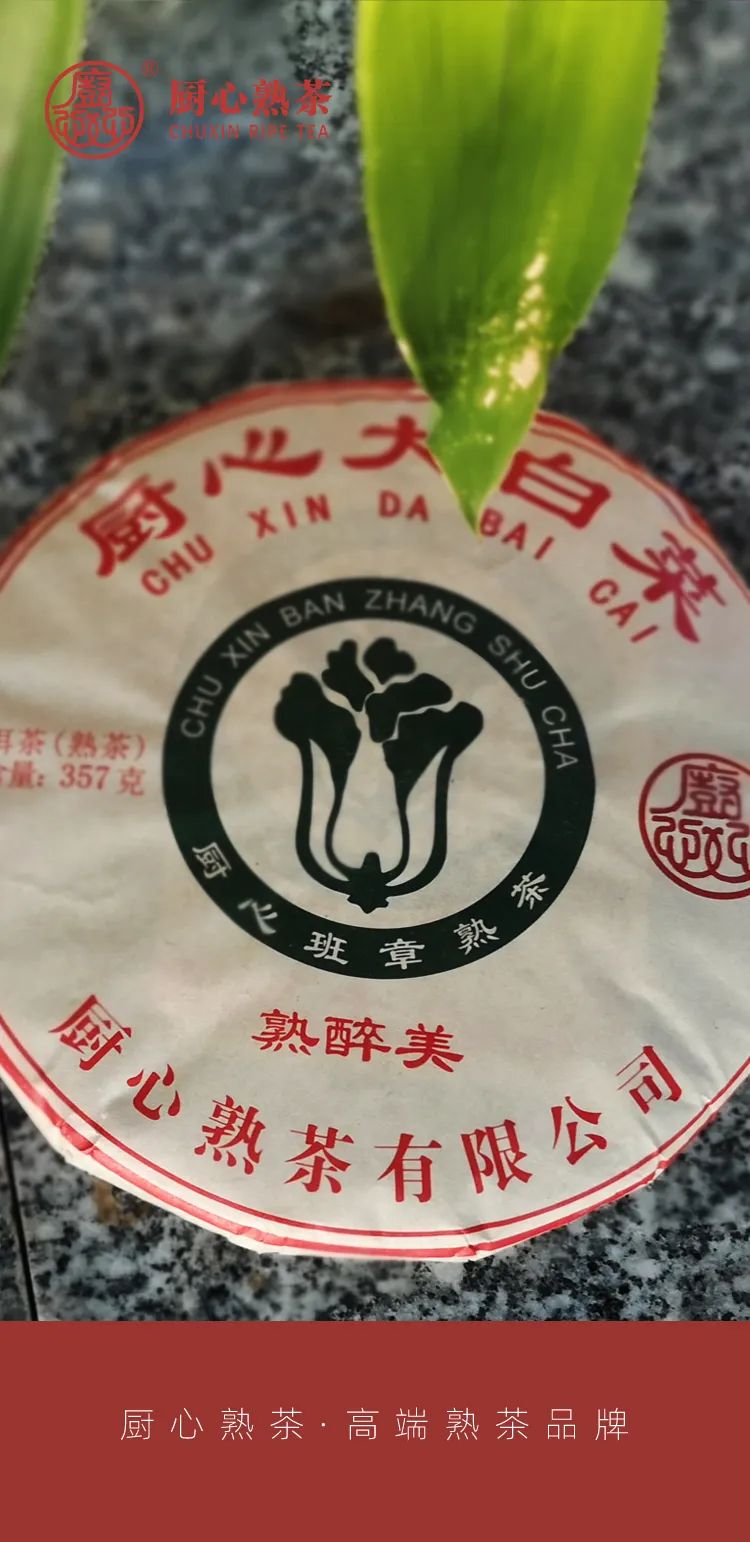 厨心熟茶
CHUXIN RIPE TEA
厨心大白菜
CHU XIN DA BAI CAI
CHU XIN BAN ZHANG SHU CHA
洱茶(熟茶)
含量: 357克
厨心班章熟茶
熟醉美
厨心熟茶有限公司
厨心熟茶·高端熟茶品牌